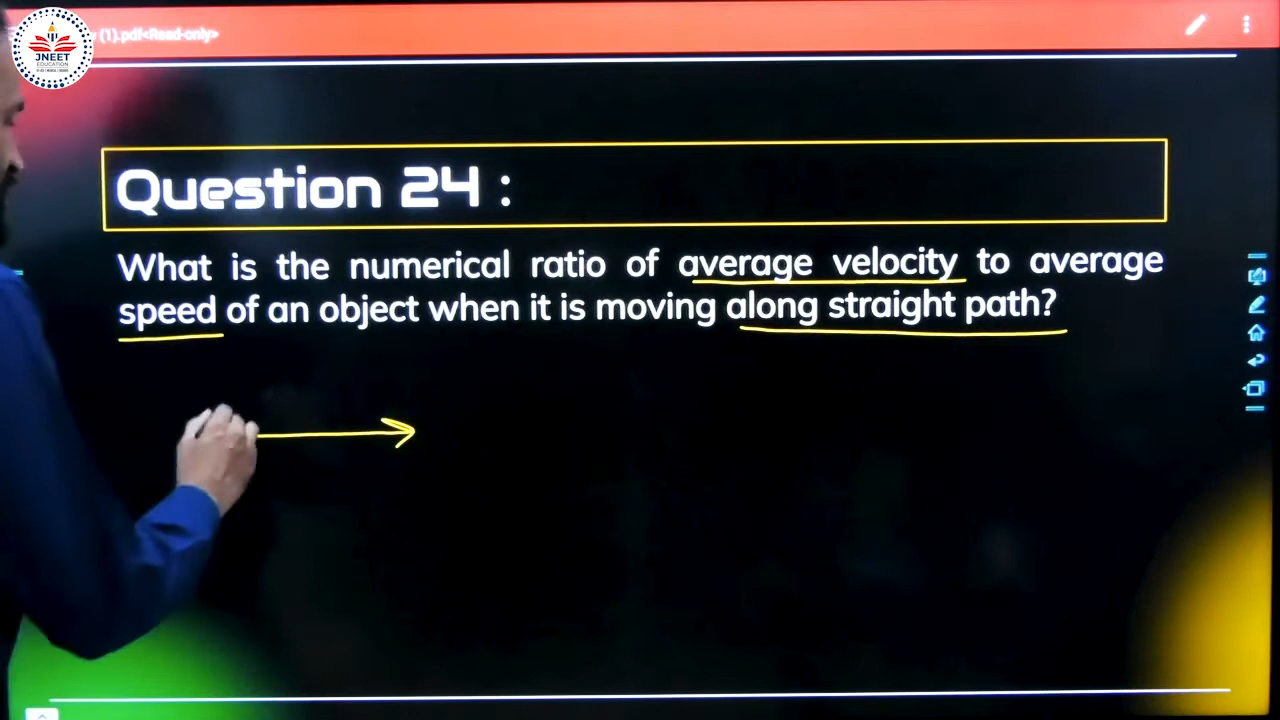 (1).pdf<Read-only>
JNEET
EDUCATION
Question 24 :
What is the numerical ratio of average velocity to average
speed of an object when it is moving along straight path?